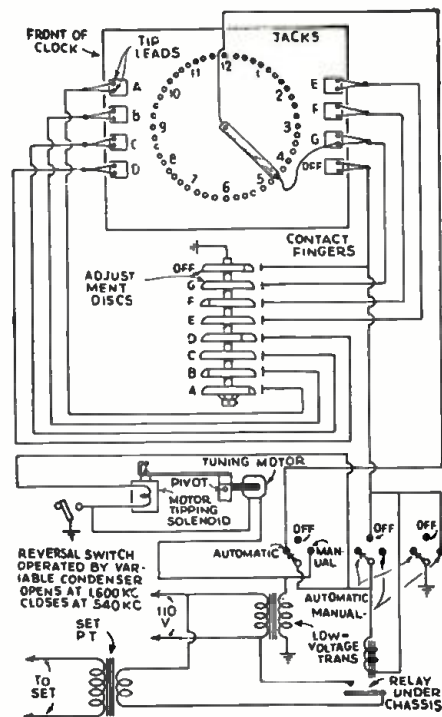 FRONT OF CLOCK
TIP LEADS
JACKS
A
B
C
D
E
F
G
OFF
12
1
2
3
4
5
6
7
8
9
10
11
CONTACT FINGERS
ADJUST MENT DISCS
OFF
G
F
E
D
C
B
A
TUNING MOTOR
PIVOT
MOTOR TIPPING SOLENOID
REVERSAL SWITCH
OPERATED BY VAR-
IABLE CONDENSER
OPENS AT 1,600 KC
CLOSES AT 540 KC
OFF
AUTOMATIC
MAN-
UAL
OFF
OFF
AUTOMATIC
MANUAL
110
V
LOW-
VOLTAGE
TRANS
SET
P T
TO
SET
RELAY
UNDER
CHASSIS